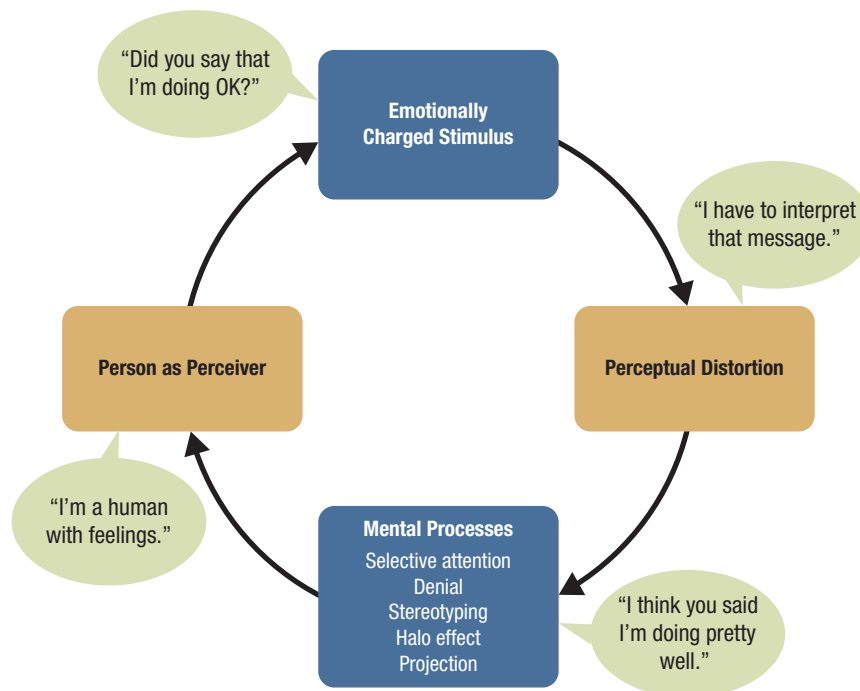 “Did you say that
I’m doing OK?”
Emotionally
Charged Stimulus
“I have to interpret
that message.”
Person as Perceiver
Perceptual Distortion
“I’m a human
with feelings.”
Mental Processes
Selective attention
Denial
Stereotyping
Halo effect
Projection
“I think you said
I’m doing pretty
well.”